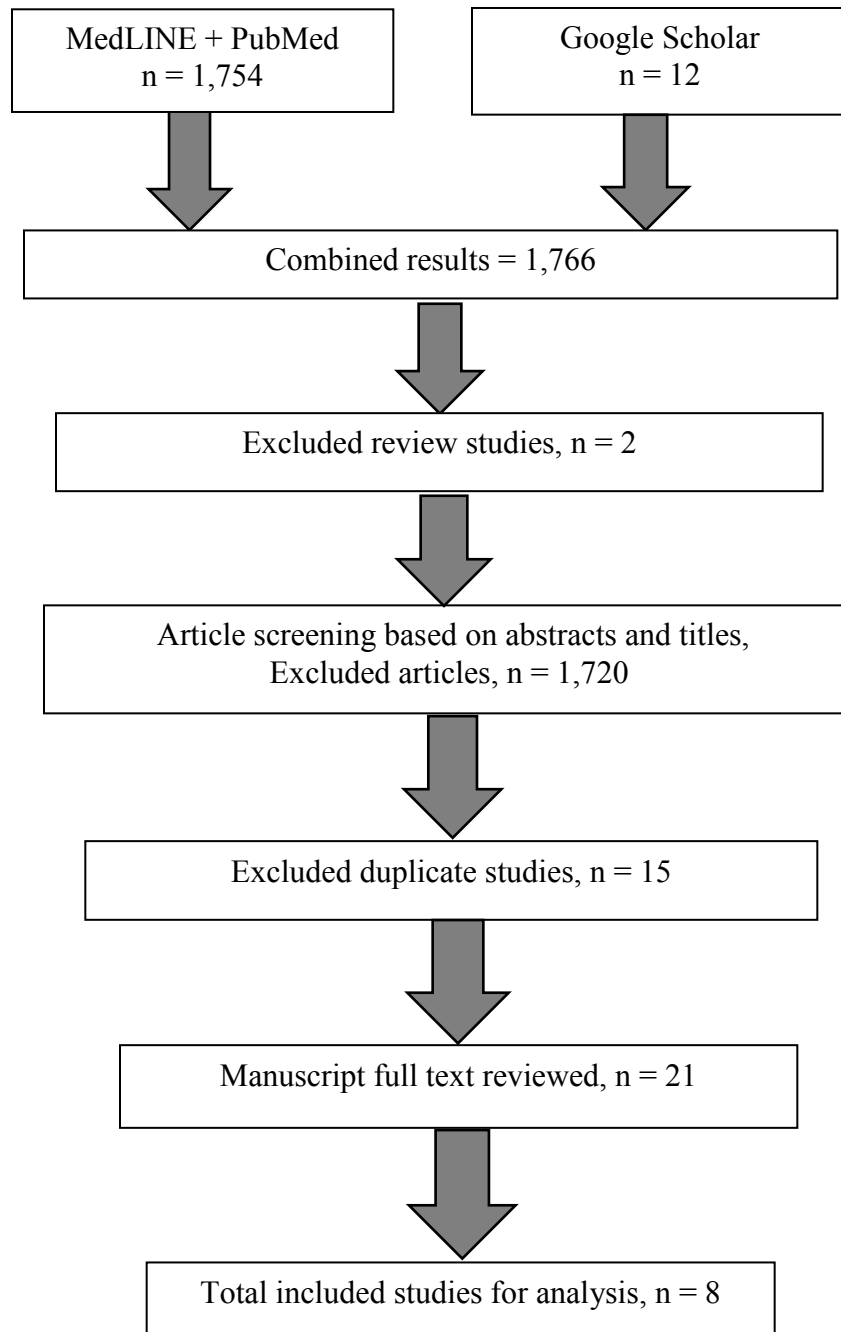 MedLINE + PubMed
n = 1,754
Google Scholar
n = 12
Combined results = 1,766
Excluded review studies, n = 2
Article screening based on abstracts and titles,
Excluded articles, n = 1,720
Excluded duplicate studies, n = 15
Manuscript full text reviewed, n = 21
Total included studies for analysis, n = 8